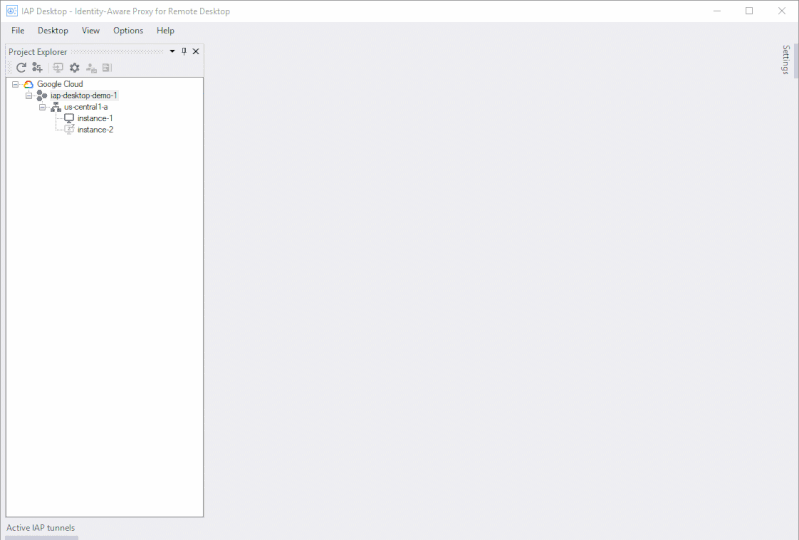 IAP Desktop - Identity-Aware Proxy for Remote Desktop
File Desktop View Options Help
Project Explorer
Google Cloud
iap-desktop-demo-1
us-central1-a
instance-1
instance-2
Settings
Active IAP tunnels